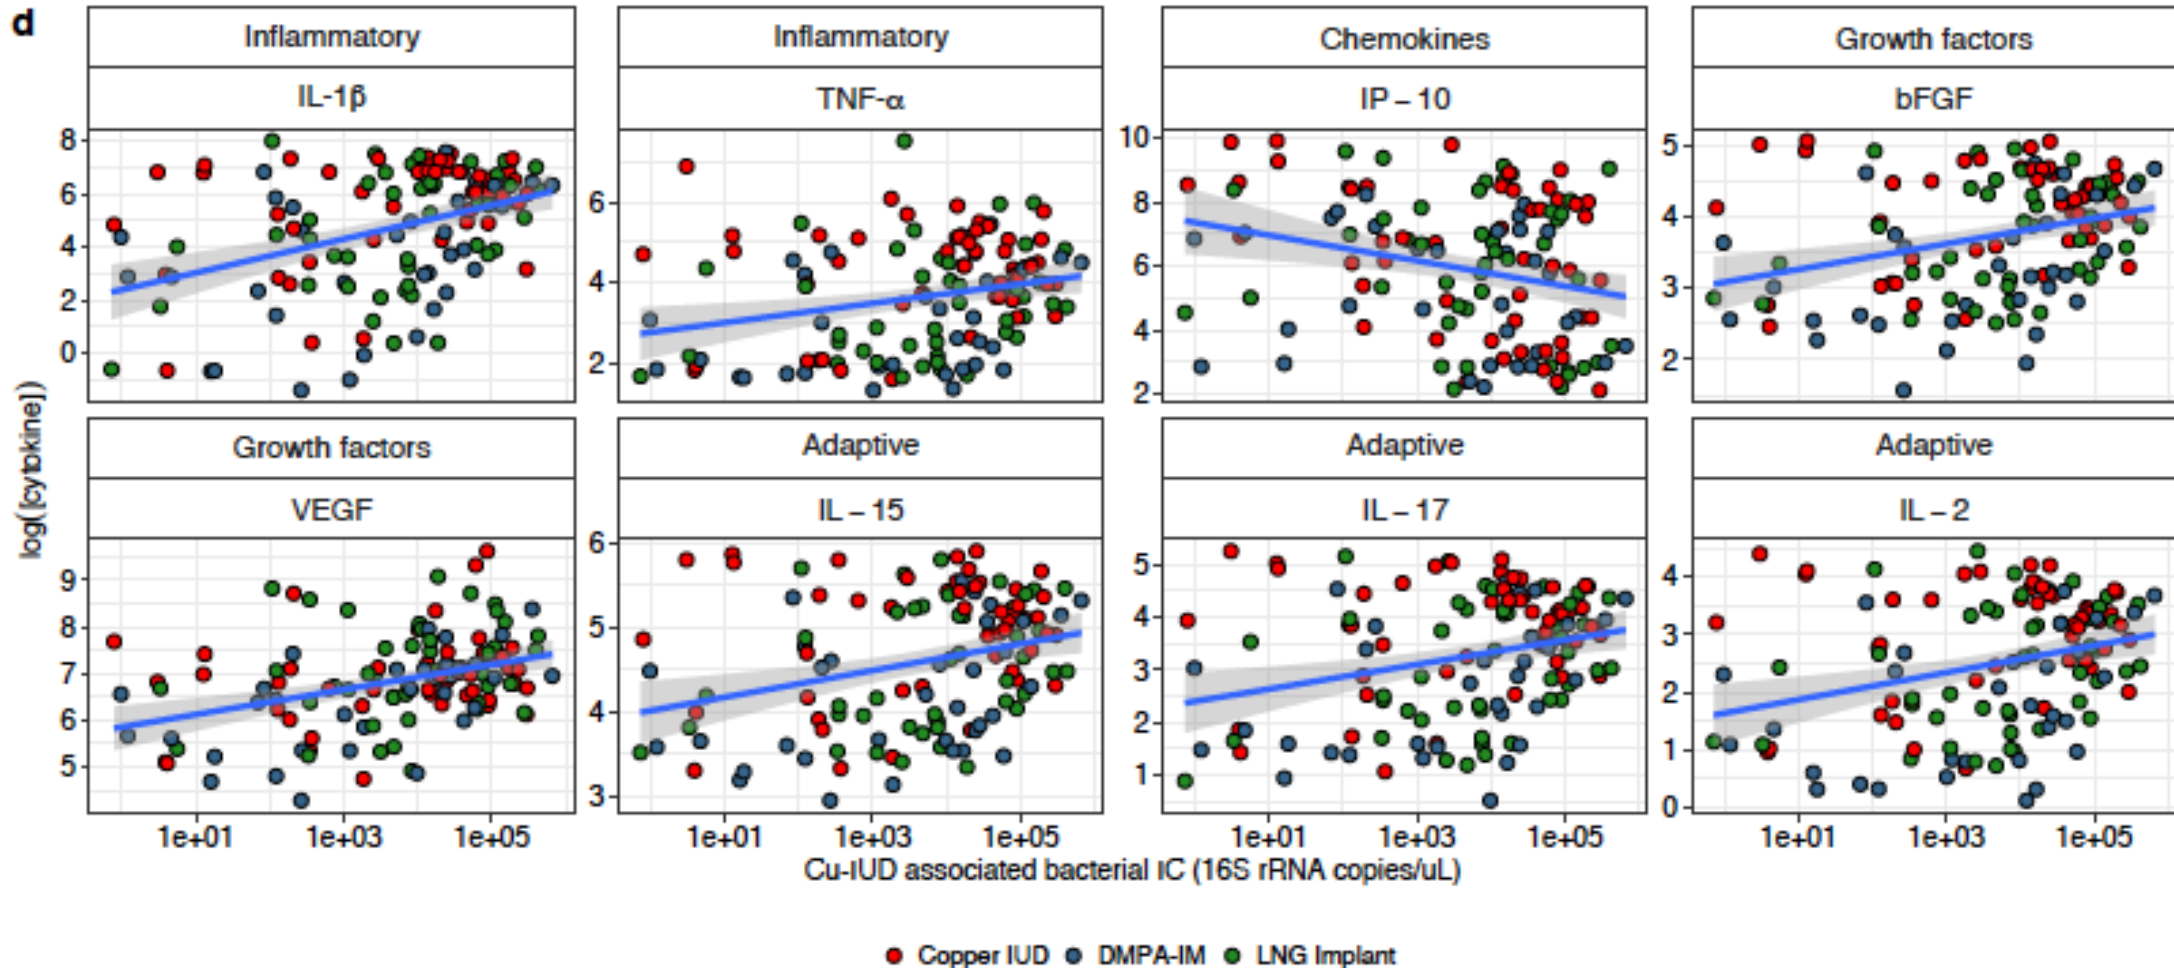 d
Inflammatory Inflammatory Chemokines Growth factors
IL-1β TNF-α IP – 10 bFGF
8 6 4 2 0
6 4 2
10 8 6 4 2
5 4 3 2
log([cytokine])
Growth factors Adaptive Adaptive Adaptive
VEGF IL – 15 IL – 17 IL – 2
9 8 7 6 5
6 5 4 3
5 4 3 2 1
4 3 2 1 0
1e+01 1e+03 1e+05 1e+01 1e+03 1e+05 1e+01 1e+03 1e+05 1e+01 1e+03 1e+05
Cu-IUD associated bacterial IC (16S rRNA copies/uL)
Copper IUD DMPA-IM LNG Implant